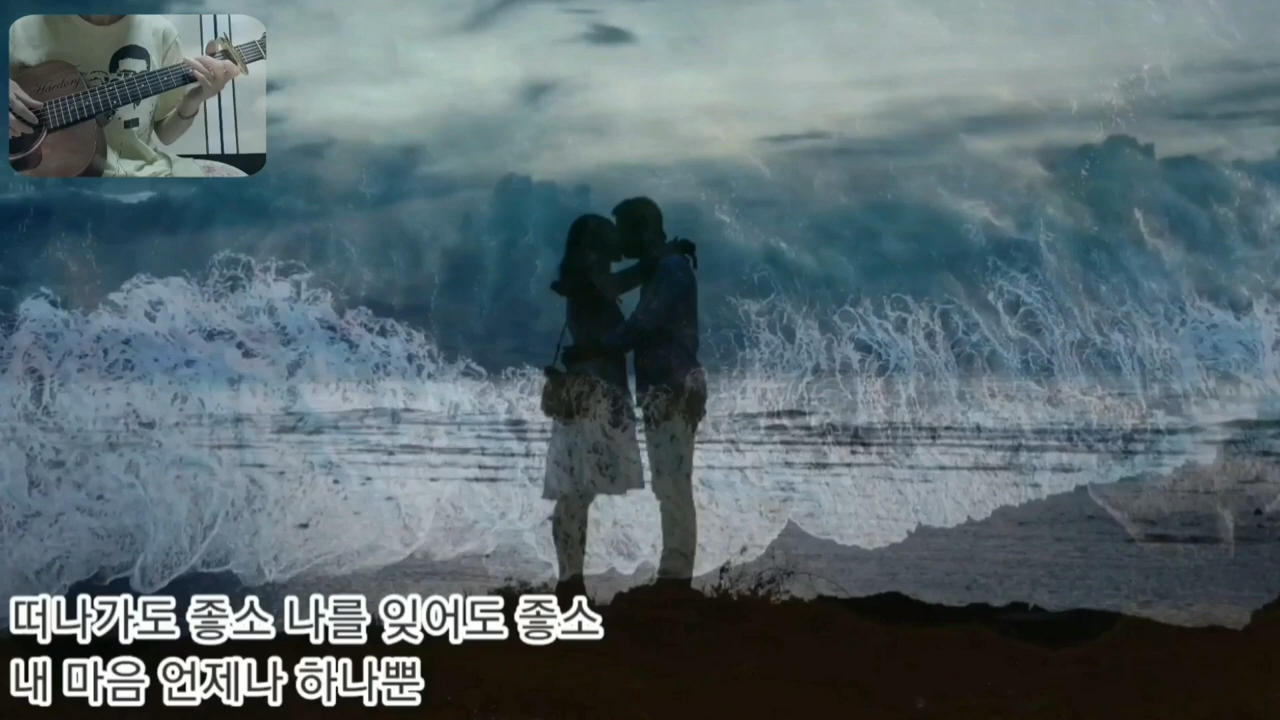 떠나가도 좋소 나를 잊어도 좋소
내 마음 언제나 하나뿐